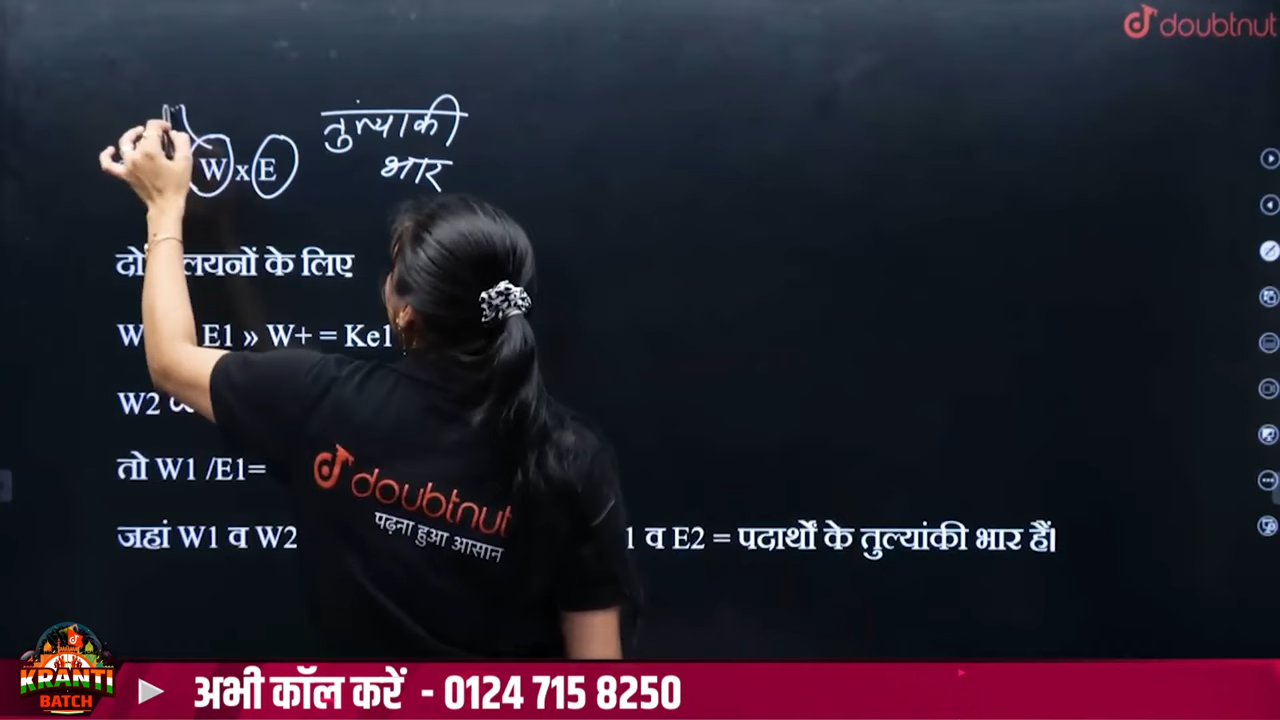 doubtnut
तुल्याकी
भार
W x E
दो लयनों के लिए
W E1 » W+ = Ke1
W2
तो W1 /E1=
जहां W1 व W2 1 व E2 = पदार्थों के तुल्यांकी भार हैं।
doubtnut
पढ़ना हुआ आसान
KRANTI
BATCH
अभी कॉल करें - 0124 715 8250